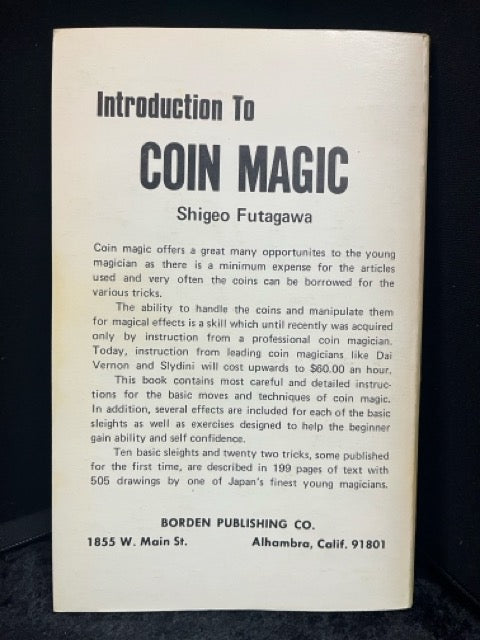 Introduction To
COIN MAGIC
Shigeo Futagawa
Coin magic offers a great many opportunites to the young
magician as there is a minimum expense for the articles
used and very often the coins can be borrowed for the
various tricks.
The ability to handle the coins and manipulate them
for magical effects is a skill which until recently was acquired
only by instruction from a professional coin magician.
Today, instruction from leading coin magicians like Dai
Vernon and Slydini will cost upwards to $60.00 an hour.
This book contains most careful and detailed instruc-
tions for the basic moves and techniques of coin magic.
In addition, several effects are included for each of the basic
sleights as well as exercises designed to help the beginner
gain ability and self confidence.
Ten basic sleights and twenty two tricks, some published
for the first time, are described in 199 pages of text with
505 drawings by one of Japan's finest young magicians.
BORDEN PUBLISHING CO.
1855 W. Main St. Alhambra, Calif. 91801